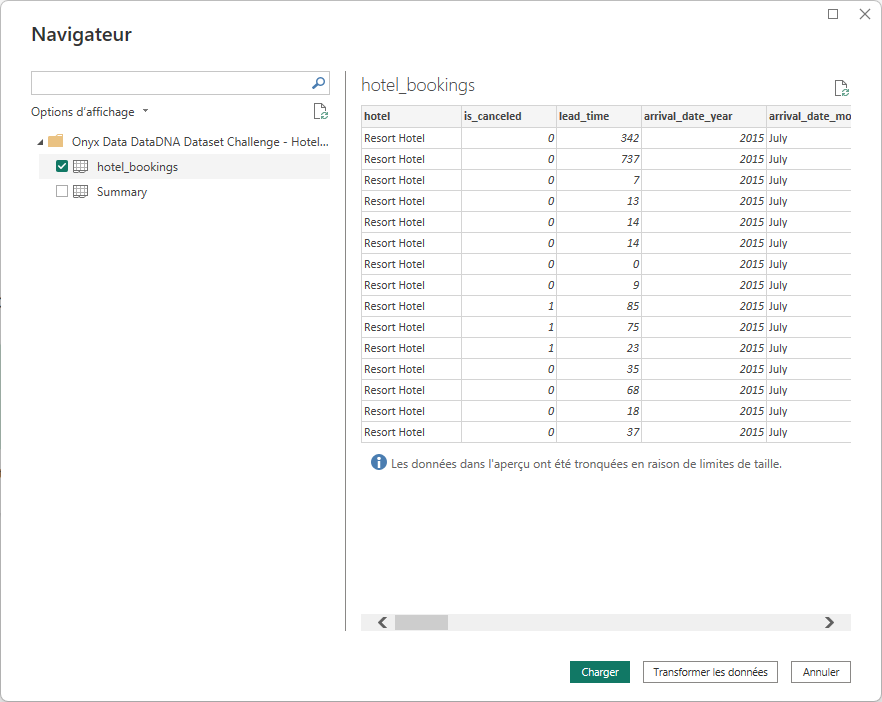 Navigateur
Options d'affichage
Onyx Data DataDNA Dataset Challenge - Hotel...
hotel_bookings
Summary
hotel_bookings
hotel is_canceled lead_time arrival_date_year arrival_date_mo
Resort Hotel 0 342 2015 July
Resort Hotel 0 737 2015 July
Resort Hotel 0 7 2015 July
Resort Hotel 0 13 2015 July
Resort Hotel 0 14 2015 July
Resort Hotel 0 14 2015 July
Resort Hotel 0 0 2015 July
Resort Hotel 0 9 2015 July
Resort Hotel 1 85 2015 July
Resort Hotel 1 75 2015 July
Resort Hotel 1 23 2015 July
Resort Hotel 0 35 2015 July
Resort Hotel 0 68 2015 July
Resort Hotel 0 18 2015 July
Resort Hotel 0 37 2015 July
Les données dans l'aperçu ont été tronquées en raison de limites de taille.
Charger Transformer les données Annuler